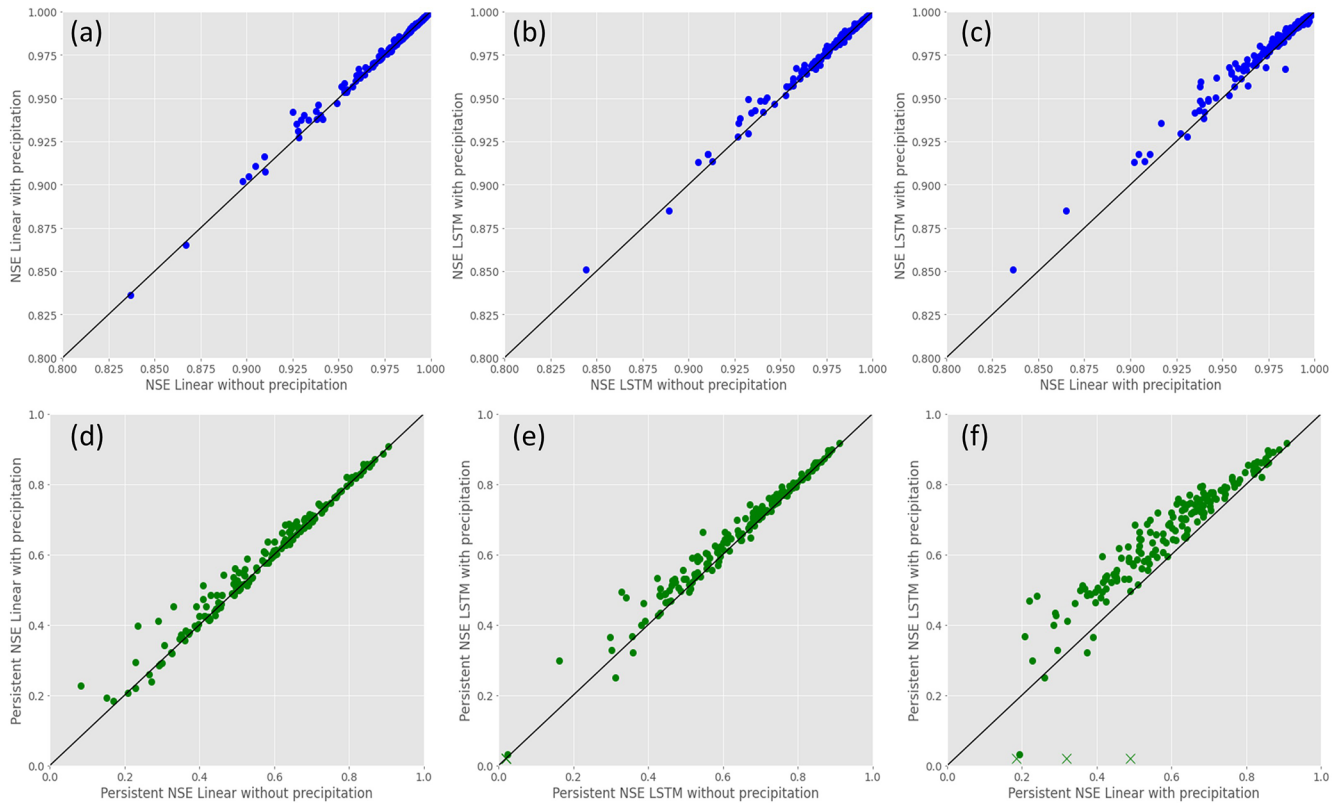 (a)
1.000
0.975
0.950
0.925
0.900
0.875
0.850
0.825
0.800
NSE Linear with precipitation
0.800 0.825 0.850 0.875 0.900 0.925 0.950 0.975 1.000
NSE Linear without precipitation
(b)
1.000
0.975
0.950
0.925
0.900
0.875
0.850
0.825
0.800
NSE LSTM with precipitation
0.800 0.825 0.850 0.875 0.900 0.925 0.950 0.975 1.000
NSE LSTM without precipitation
(c)
1.000
0.975
0.950
0.925
0.900
0.875
0.850
0.825
0.800
NSE LSTM with precipitation
0.800 0.825 0.850 0.875 0.900 0.925 0.950 0.975 1.000
NSE Linear with precipitation
(d)
1.0
0.8
0.6
0.4
0.2
0.0
Persistent NSE Linear with precipitation
0.0 0.2 0.4 0.6 0.8 1.0
Persistent NSE Linear without precipitation
(e)
1.0
0.8
0.6
0.4
0.2
0.0
Persistent NSE LSTM with precipitation
0.0 0.2 0.4 0.6 0.8 1.0
Persistent NSE LSTM without precipitation
(f)
1.0
0.8
0.6
0.4
0.2
0.0
Persistent NSE LSTM with precipitation
0.0 0.2 0.4 0.6 0.8 1.0
Persistent NSE Linear with precipitation